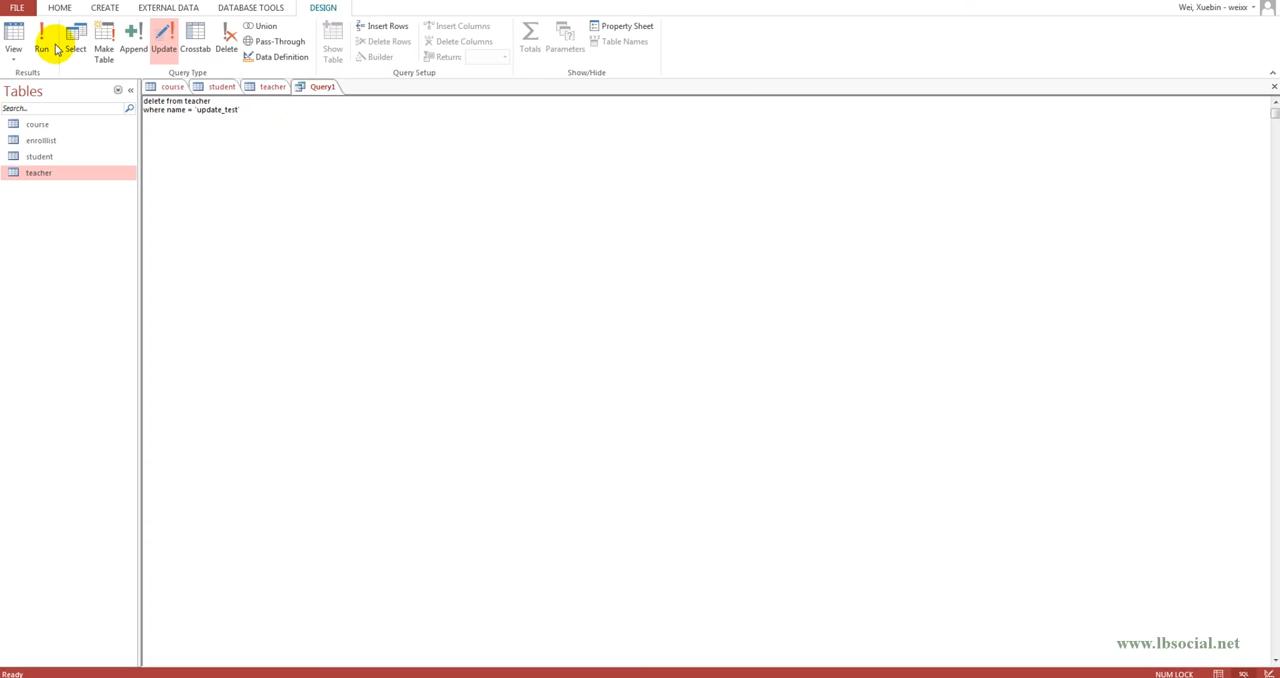 FILE HOME CREATE EXTERNAL DATA DATABASE TOOLS DESIGN Wei, Xuebin - weixx
View Run Select Make Table Append Update Crosstab Delete
Union
Pass-Through
Data Definition
Show Table
Insert Rows
Delete Rows
Builder
Insert Columns
Delete Columns
Return:
Totals Parameters
Property Sheet
Table Names
Results Query Type Query Setup Show/Hide
Tables «
Search...
course
enrolllist
student
teacher
course student teacher Query1
delete from teacher
where name = 'update_test'
www.lbsocial.net
Ready NUM LOCK SQL